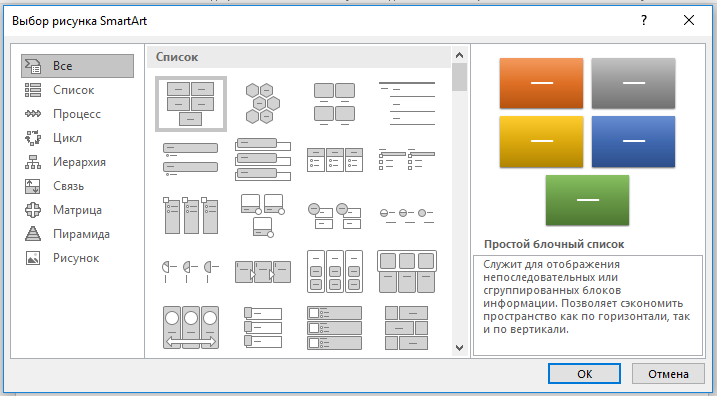 Выбор рисунка SmartArt
?
Все
Список
Процесс
Цикл
Иерархия
Связь
Матрица
Пирамида
Рисунок
Список
Простой блочный список
Служит для отображения
непоследовательных или
сгруппированных блоков
информации. Позволяет сэкономить
пространство как по горизонтали, так
и по вертикали.
ОК
Отмена